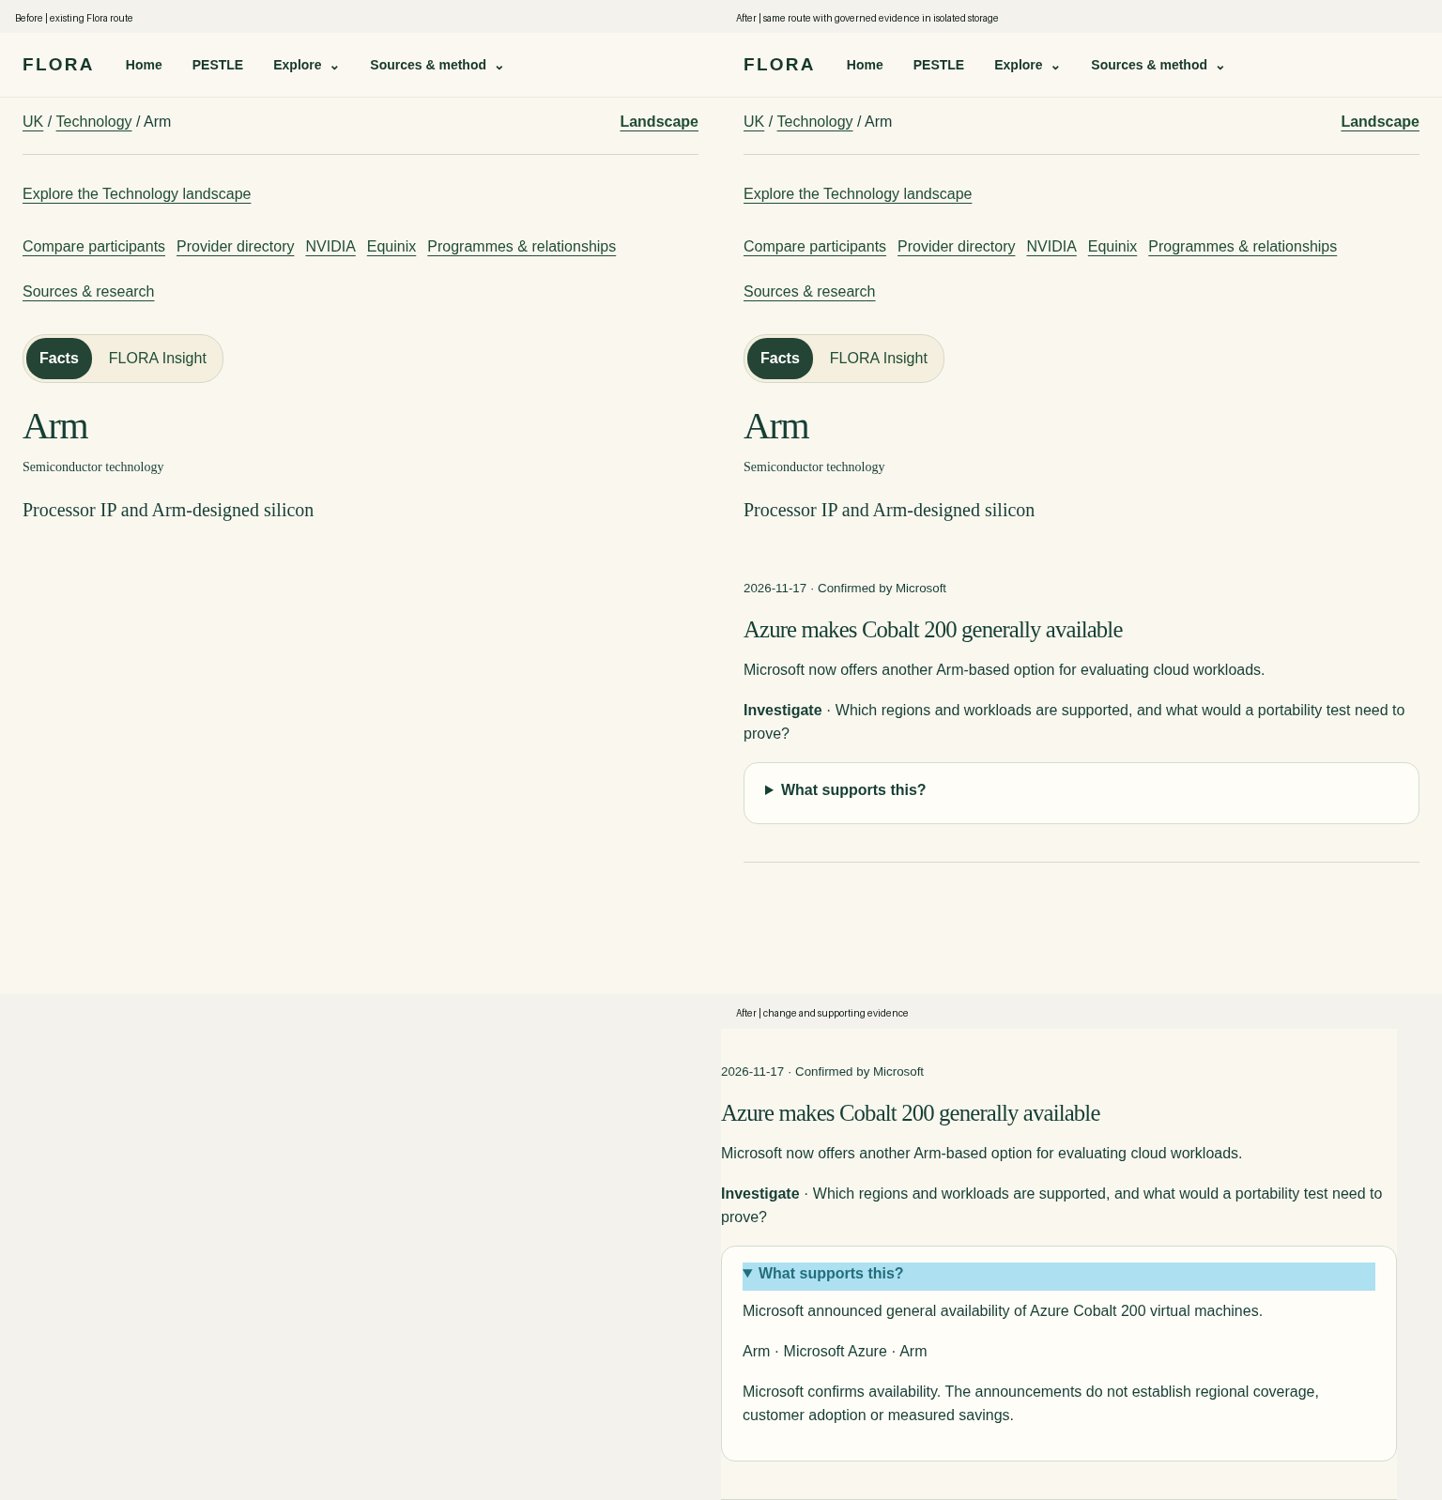 Before | existing Flora route
FLORA Home PESTLE Explore Sources & method
UK / Technology / Arm Landscape
Explore the Technology landscape
Compare participants Provider directory NVIDIA Equinix Programmes & relationships
Sources & research
Facts FLORA Insight
Arm
Semiconductor technology
Processor IP and Arm-designed silicon
After | same route with governed evidence in isolated storage
FLORA Home PESTLE Explore Sources & method
UK / Technology / Arm Landscape
Explore the Technology landscape
Compare participants Provider directory NVIDIA Equinix Programmes & relationships
Sources & research
Facts FLORA Insight
Arm
Semiconductor technology
Processor IP and Arm-designed silicon
2026-11-17 · Confirmed by Microsoft
Azure makes Cobalt 200 generally available
Microsoft now offers another Arm-based option for evaluating cloud workloads.
Investigate · Which regions and workloads are supported, and what would a portability test need to
prove?
▶ What supports this?
After | change and supporting evidence
2026-11-17 · Confirmed by Microsoft
Azure makes Cobalt 200 generally available
Microsoft now offers another Arm-based option for evaluating cloud workloads.
Investigate · Which regions and workloads are supported, and what would a portability test need to
prove?
▼ What supports this?
Microsoft announced general availability of Azure Cobalt 200 virtual machines.
Arm · Microsoft Azure · Arm
Microsoft confirms availability. The announcements do not establish regional coverage,
customer adoption or measured savings.